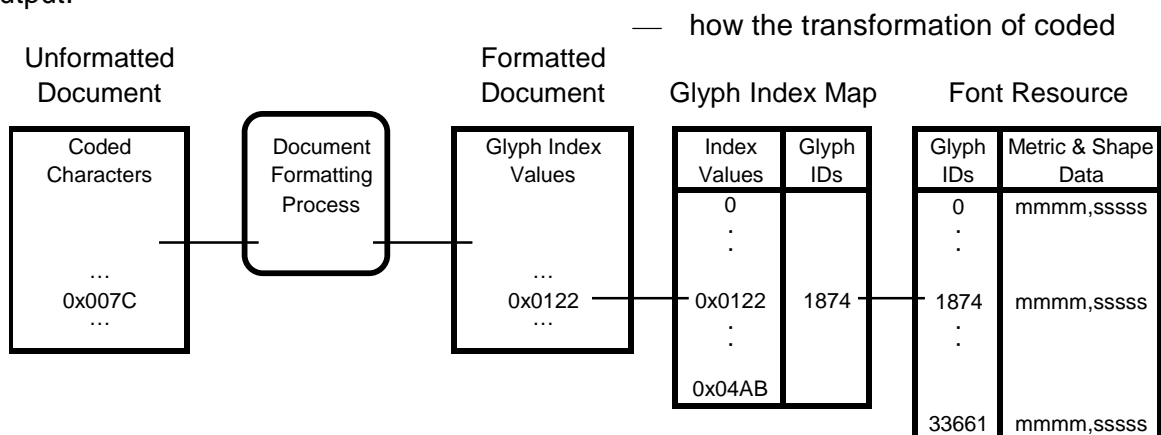 — how the transformation of coded
Unformatted
Document
Formatted
Document
Glyph Index Map
Font Resource
Coded
Characters
...
0x007C
...
Document
Formatting
Process
Glyph Index
Values
...
0x0122
...
Index
Values
Glyph
IDs
0
.
.
0x0122
1874
.
.
0x04AB
Glyph
IDs
Metric & Shape
Data
0
mmmm,sssss
.
.
1874
mmmm,sssss
.
.
33661
mmmm,sssss